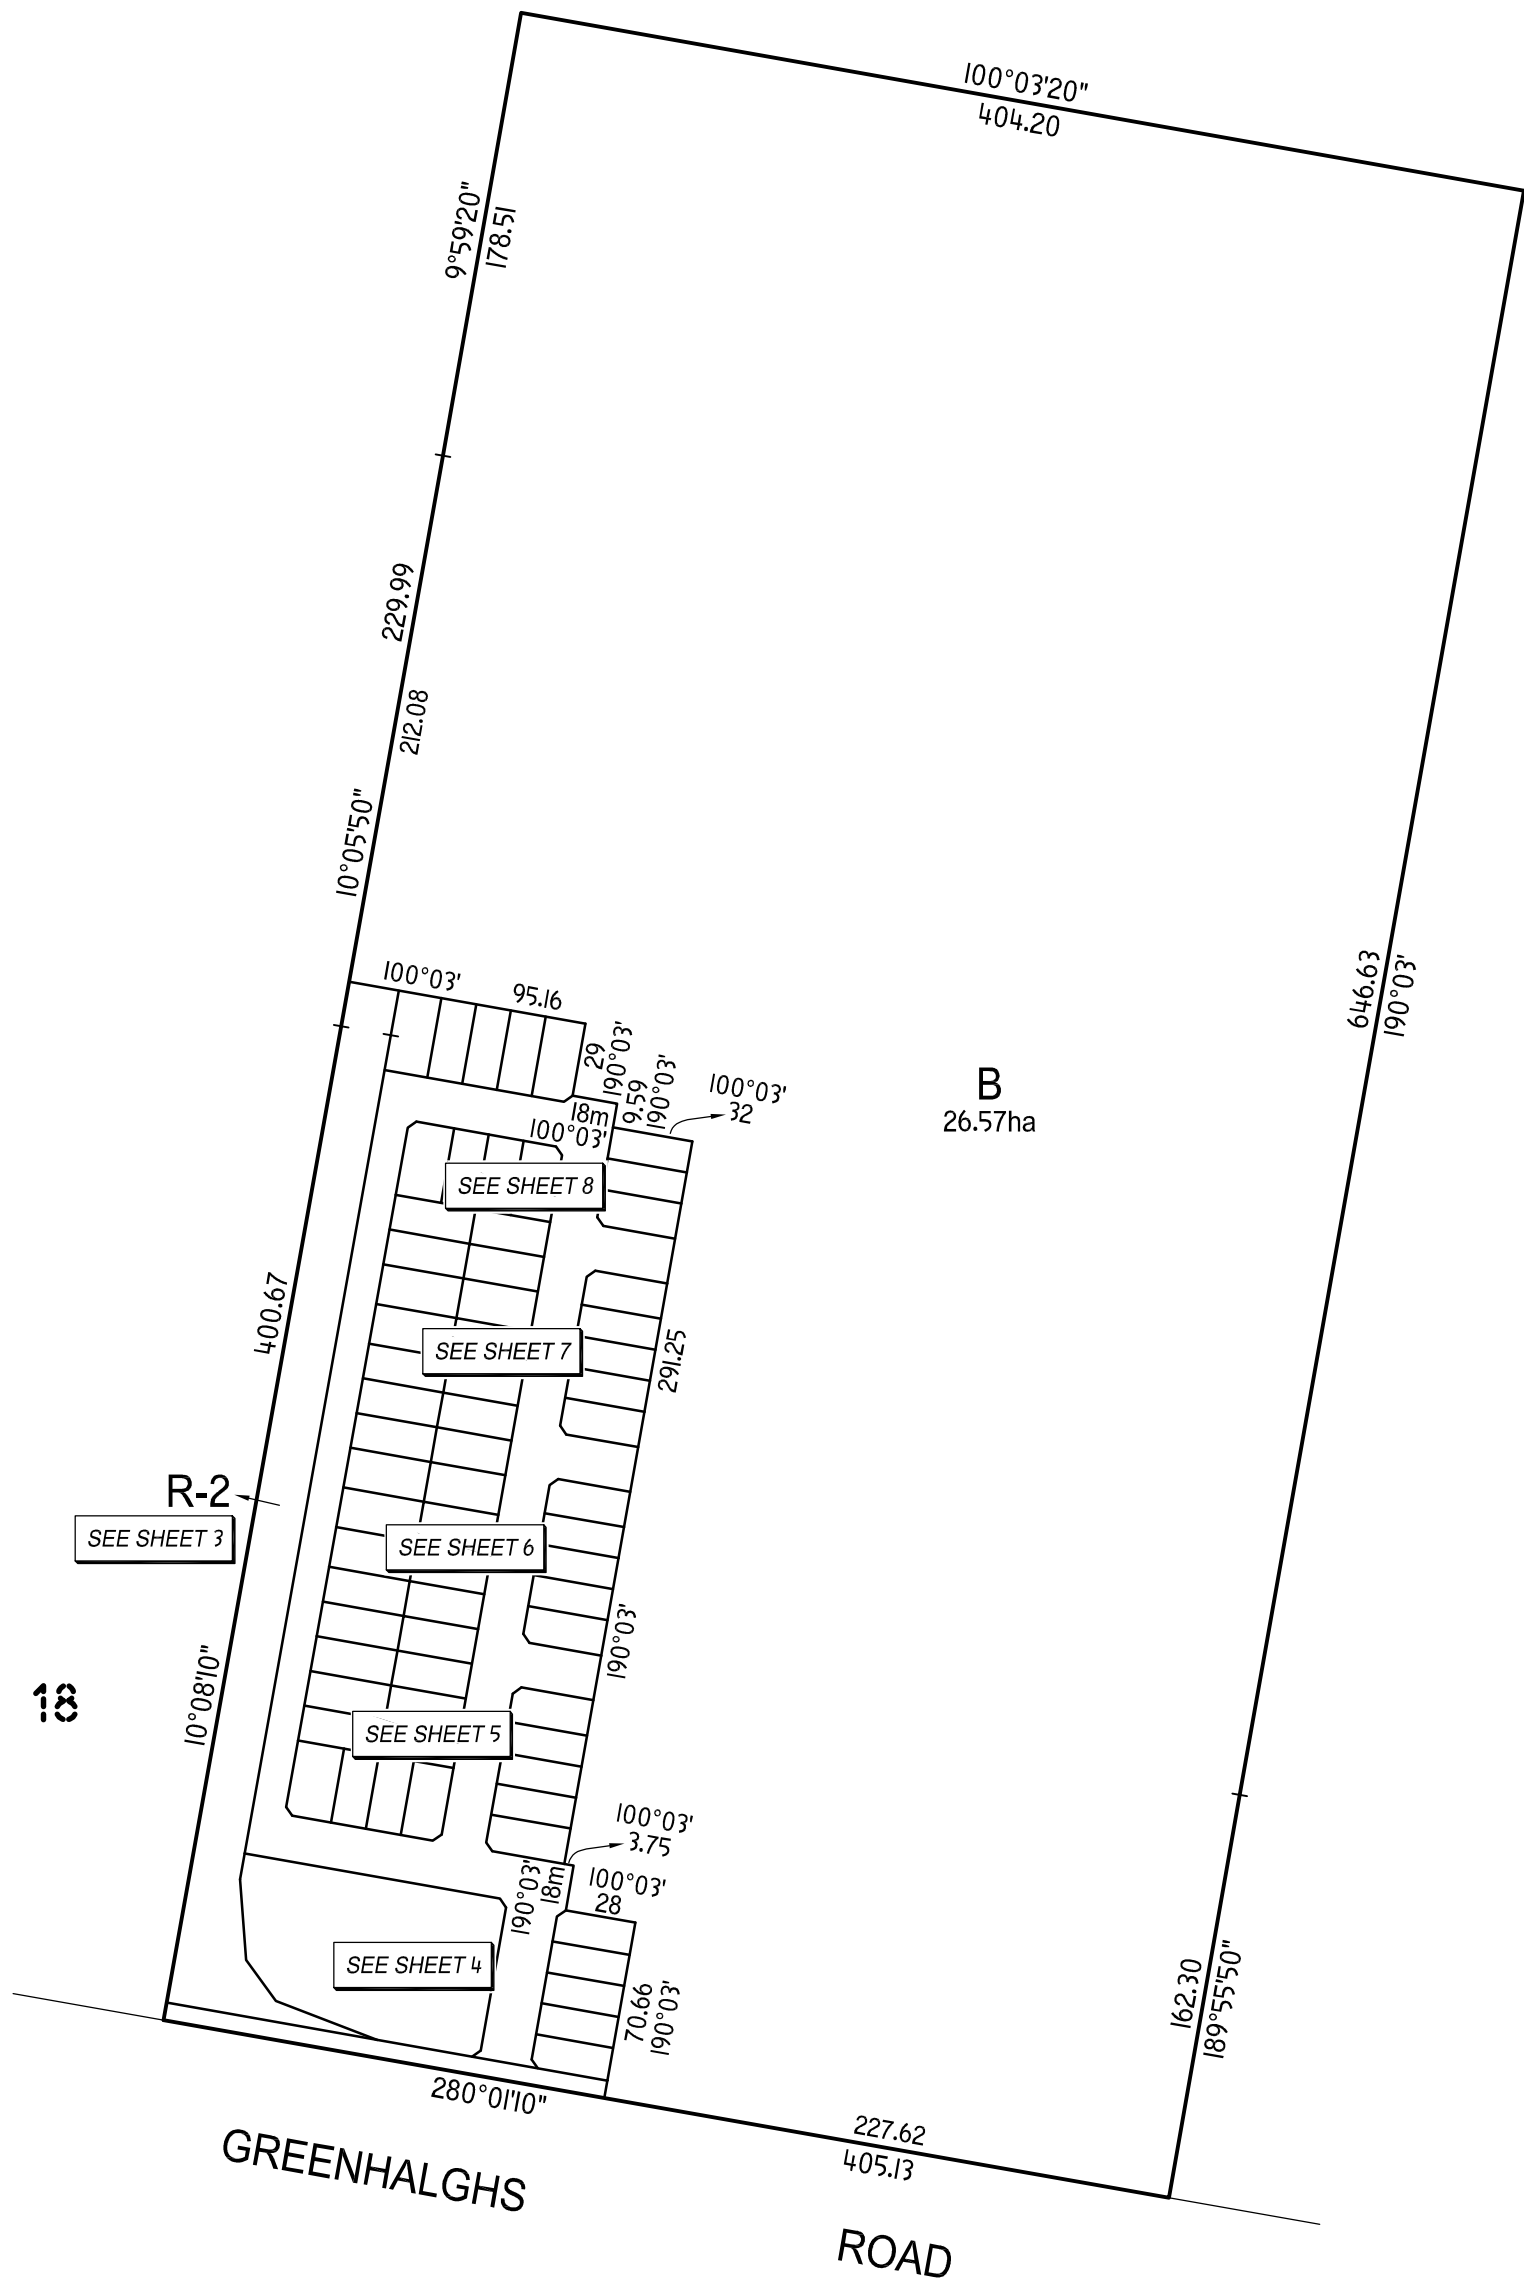 100°03'20"
404.20
9°59'20"
178.51
229.99
212.08
10°05'50"
100°03'
95.16
29
190°03'
9.59
190°03'
100°03'
32
18m
100°03'
646.63
190°03'
B
26.57ha
SEE SHEET 8
400.67
SEE SHEET 7
291.25
R-2
SEE SHEET 3
SEE SHEET 6
190°03'
10°08'10"
18
SEE SHEET 5
100°03'
3.75
190°03'
18m
100°03'
28
SEE SHEET 4
70.66
190°03'
162.30
189°55'50"
280°01'10"
227.62
405.13
GREENHALGHS
ROAD